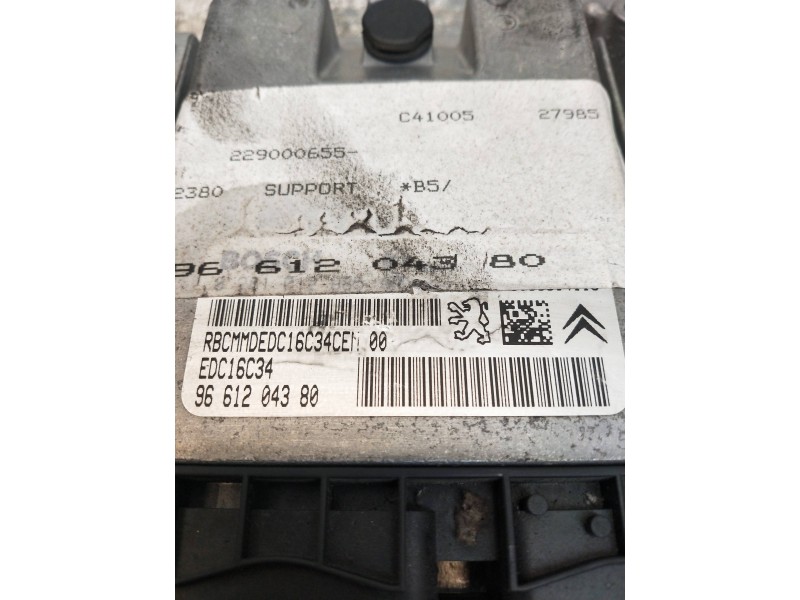 C41005 27985
229000655-
2380 SUPPORT *B5/
96 612 043 80
RBCMMDEDC16C34CEM 00
EDC16C34
96 612 043 80